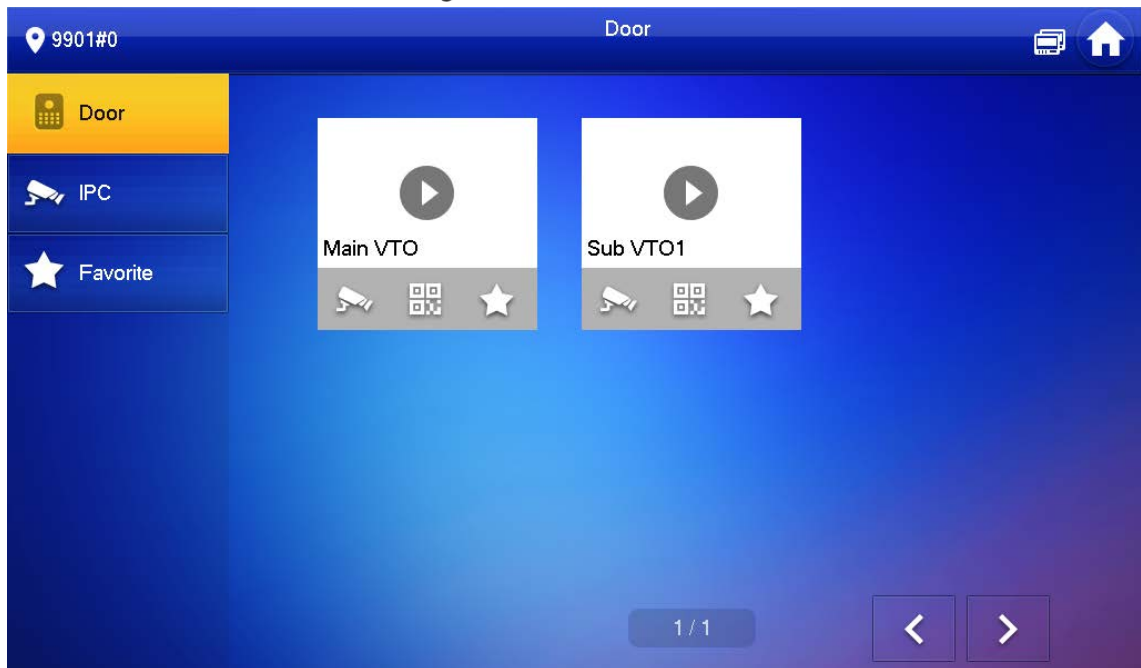 9901#0
Door
Door
IPC
Favorite
Main VTO
Sub VTO1
1/1